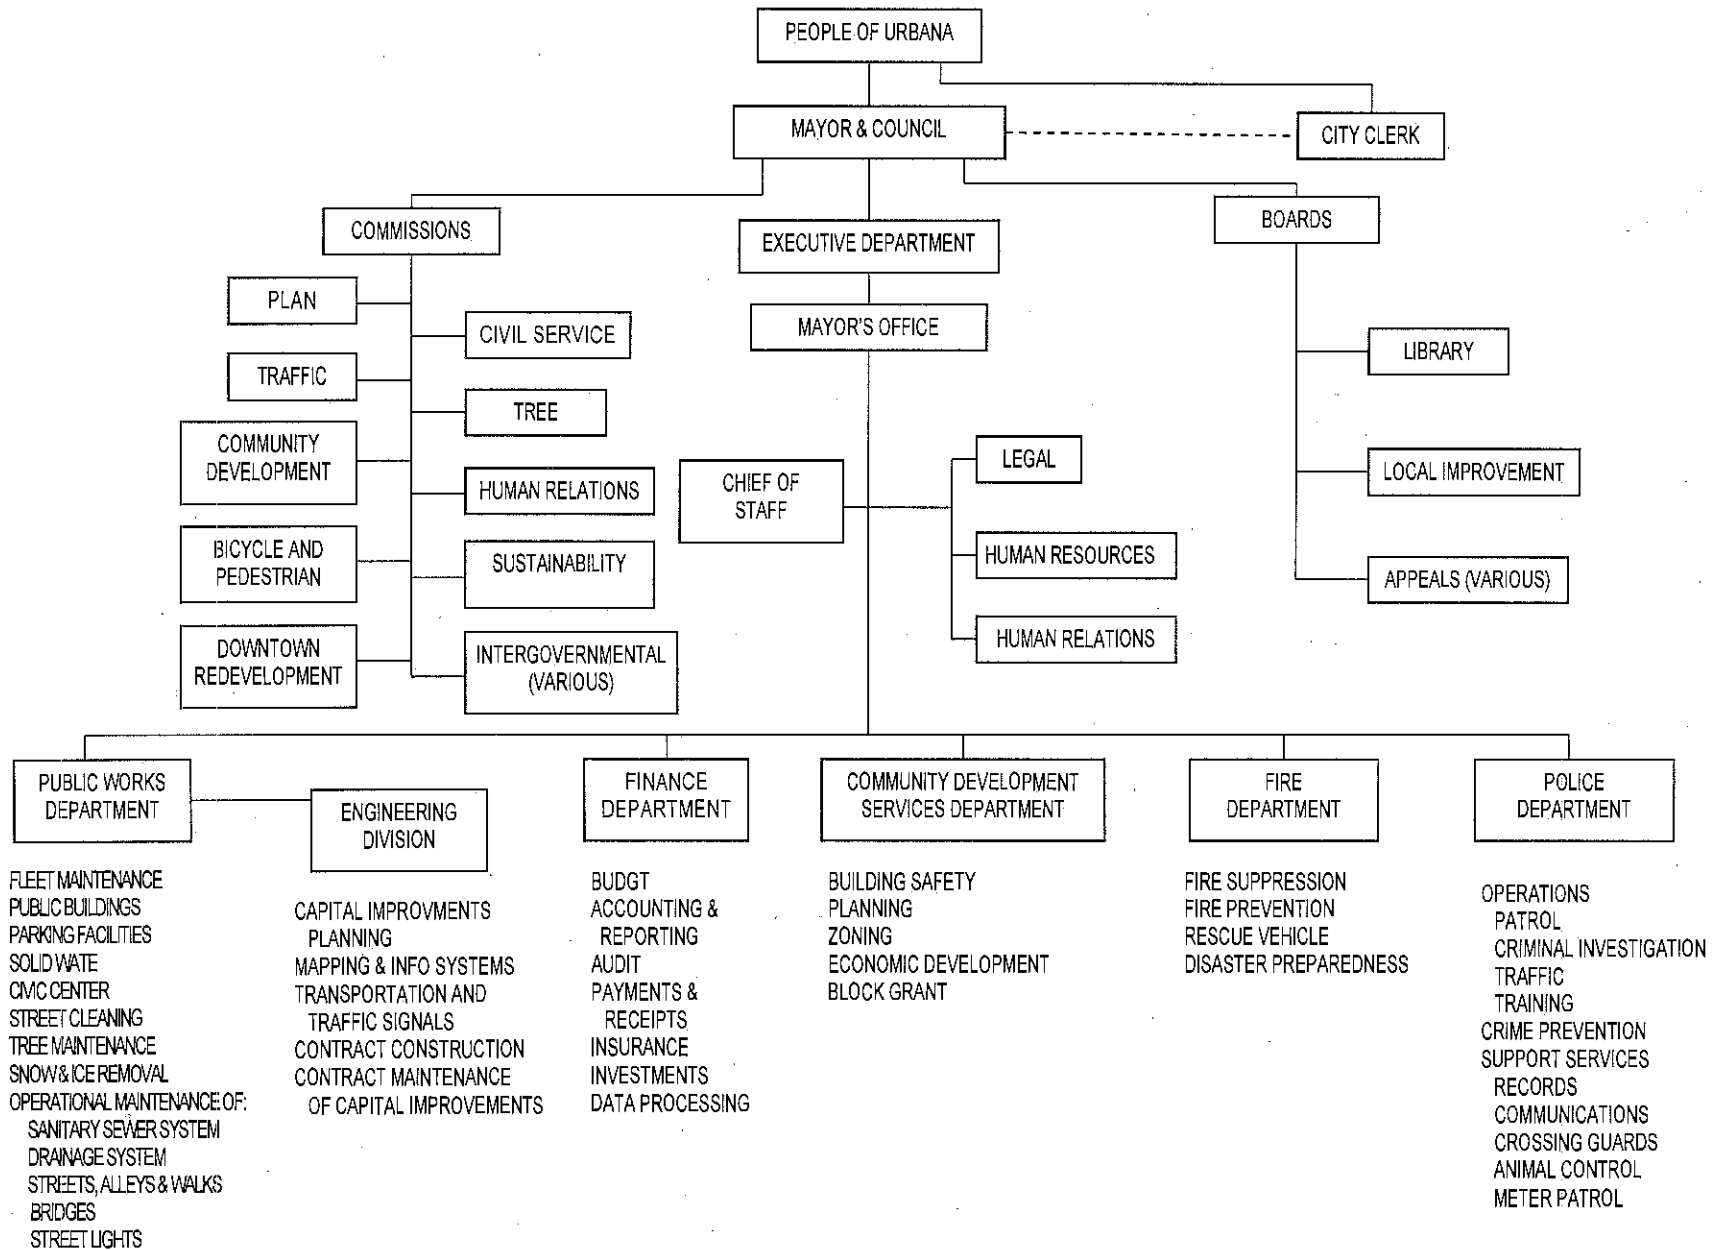 PEOPLE OF URBANA
MAYOR & COUNCIL
CITY CLERK
COMMISSIONS
EXECUTIVE DEPARTMENT
BOARDS
PLAN
CIVIL SERVICE
MAYOR'S OFFICE
LIBRARY
TRAFFIC
TREE
COMMUNITY
DEVELOPMENT
HUMAN RELATIONS
CHIEF OF
STAFF
LEGAL
LOCAL IMPROVEMENT
BICYCLE AND
PEDESTRIAN
SUSTAINABILITY
HUMAN RESOURCES
APPEALS (VARIOUS)
DOWNTOWN
REDEVELOPMENT
INTERGOVERNMENTAL
(VARIOUS)
HUMAN RELATIONS
PUBLIC WORKS
DEPARTMENT
FLEET MAINTENANCE
PUBLIC BUILDINGS
PARKING FACILITIES
SOLID WATE
CIVIC CENTER
STREET CLEANING
TREE MAINTENANCE
SNOW & ICE REMOVAL
OPERATIONAL MAINTENANCE OF:
SANITARY SEWER SYSTEM
DRAINAGE SYSTEM
STREETS, ALLEYS & WALKS
BRIDGES
STREET LIGHTS
ENGINEERING
DIVISION
CAPITAL IMPROVMENTS
PLANNING
MAPPING & INFO SYSTEMS
TRANSPORTATION AND
TRAFFIC SIGNALS
CONTRACT CONSTRUCTION
CONTRACT MAINTENANCE
OF CAPITAL IMPROVEMENTS
FINANCE
DEPARTMENT
BUDGT
ACCOUNTING &
REPORTING
AUDIT
PAYMENTS &
RECEIPTS
INSURANCE
INVESTMENTS
DATA PROCESSING
COMMUNITY DEVELOPMENT
SERVICES DEPARTMENT
BUILDING SAFETY
PLANNING
ZONING
ECONOMIC DEVELOPMENT
BLOCK GRANT
FIRE
DEPARTMENT
FIRE SUPPRESSION
FIRE PREVENTION
RESCUE VEHICLE
DISASTER PREPAREDNESS
POLICE
DEPARTMENT
OPERATIONS
PATROL
CRIMINAL INVESTIGATION
TRAFFIC
TRAINING
CRIME PREVENTION
SUPPORT SERVICES
RECORDS
COMMUNICATIONS
CROSSING GUARDS
ANIMAL CONTROL
METER PATROL